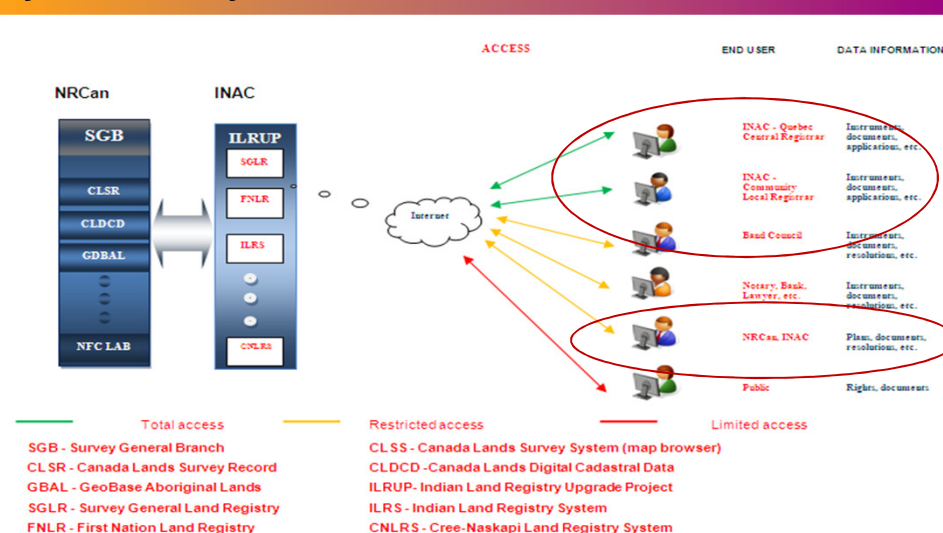 ACCESS
END USER
DATA INFORMATION
NRCan
INAC
SGB
CLSR
CLDCD
GDBAL
NFC LAB
ILRUP
SGLR
FNLR
ILRS
CNLRS
Internet
INAC - Quebec
Central Registrar
Instruments,
documents,
applications, etc.
INAC -
Community
Local Registrar
Instruments,
documents,
applications, etc.
Band Council
Instruments,
documents,
resolutions, etc.
Notary, Bank,
Lawyer, etc.
Instruments,
documents,
resolutions, etc.
NRCan, INAC
Plans, documents,
resolutions, etc.
Public
Rights, documents
Total access
Restricted access
Limited access
SGB - Survey General Branch
CLSR - Canada Lands Survey Record
GBAL - GeoBase Aboriginal Lands
SGLR - Survey General Land Registry
FNLR - First Nation Land Registry
CLSS - Canada Lands Survey System (map browser)
CLDCD -Canada Lands Digital Cadastral Data
ILRUP- Indian Land Registry Upgrade Project
ILRS - Indian Land Registry System
CNLRS - Cree-Naskapi Land Registry System